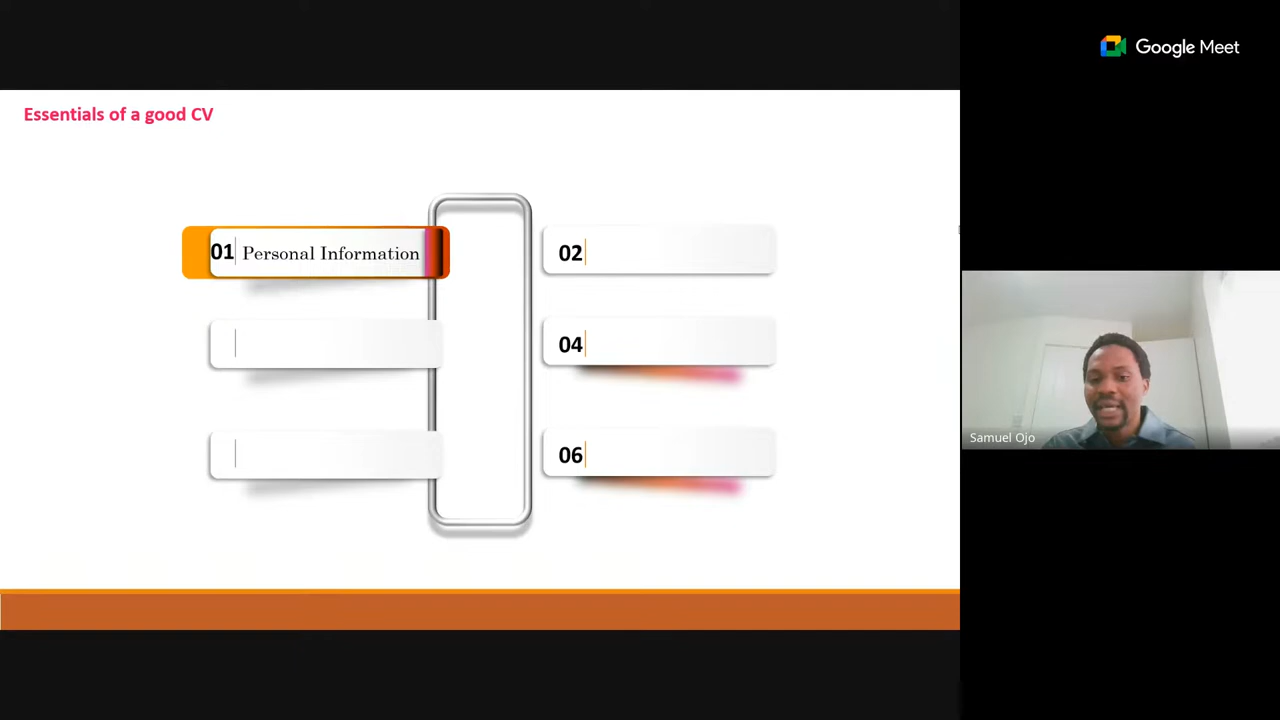 Google Meet
Essentials of a good CV
01 Personal Information
02
04
06
Samuel Ojo